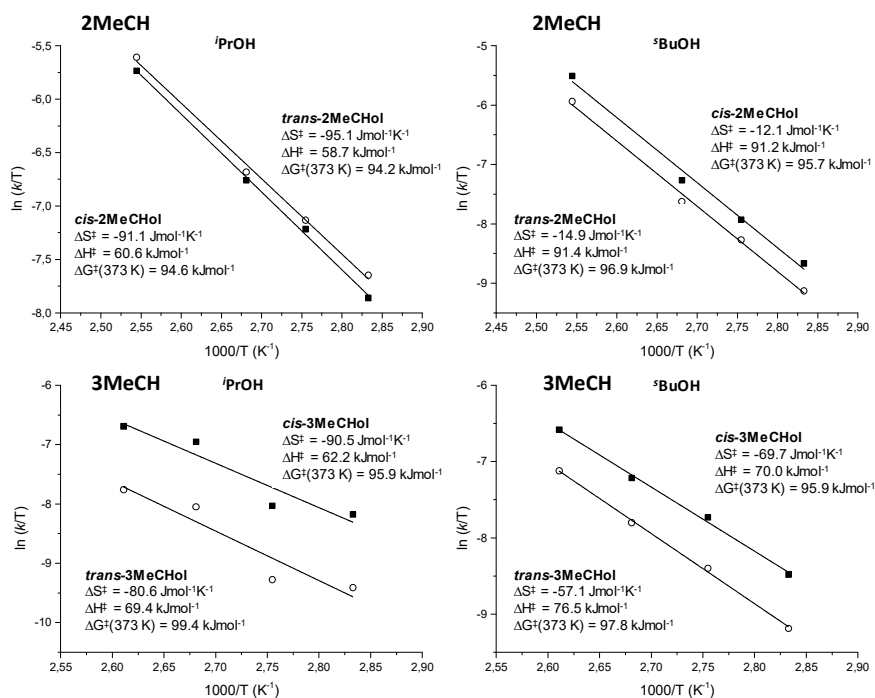 2MeCH
ⁱPrOH
-5,5
-6,0
-6,5
-7,0
-7,5
-8,0
ln (k/T)
trans-2MeCHol
ΔS‡ = -95.1 Jmol⁻¹K⁻¹
ΔH‡ = 58.7 kJmol⁻¹
ΔG‡(373 K) = 94.2 kJmol⁻¹
cis-2MeCHol
ΔS‡ = -91.1 Jmol⁻¹K⁻¹
ΔH‡ = 60.6 kJmol⁻¹
ΔG‡(373 K) = 94.6 kJmol⁻¹
2,45 2,50 2,55 2,60 2,65 2,70 2,75 2,80 2,85 2,90
1000/T (K⁻¹)
2MeCH
ˢBuOH
-5
-6
-7
-8
-9
ln (k/T)
cis-2MeCHol
ΔS‡ = -12.1 Jmol⁻¹K⁻¹
ΔH‡ = 91.2 kJmol⁻¹
ΔG‡(373 K) = 95.7 kJmol⁻¹
trans-2MeCHol
ΔS‡ = -14.9 Jmol⁻¹K⁻¹
ΔH‡ = 91.4 kJmol⁻¹
ΔG‡(373 K) = 96.9 kJmol⁻¹
2,45 2,50 2,55 2,60 2,65 2,70 2,75 2,80 2,85 2,90
1000/T (K⁻¹)
3MeCH
ⁱPrOH
-6
-7
-8
-9
-10
ln (k/T)
cis-3MeCHol
ΔS‡ = -90.5 Jmol⁻¹K⁻¹
ΔH‡ = 62.2 kJmol⁻¹
ΔG‡(373 K) = 95.9 kJmol⁻¹
trans-3MeCHol
ΔS‡ = -80.6 Jmol⁻¹K⁻¹
ΔH‡ = 69.4 kJmol⁻¹
ΔG‡(373 K) = 99.4 kJmol⁻¹
2,55 2,60 2,65 2,70 2,75 2,80 2,85 2,90
1000/T (K⁻¹)
3MeCH
ˢBuOH
-6
-7
-8
-9
ln (k/T)
cis-3MeCHol
ΔS‡ = -69.7 Jmol⁻¹K⁻¹
ΔH‡ = 70.0 kJmol⁻¹
ΔG‡(373 K) = 95.9 kJmol⁻¹
trans-3MeCHol
ΔS‡ = -57.1 Jmol⁻¹K⁻¹
ΔH‡ = 76.5 kJmol⁻¹
ΔG‡(373 K) = 97.8 kJmol⁻¹
2,55 2,60 2,65 2,70 2,75 2,80 2,85 2,90
1000/T (K⁻¹)